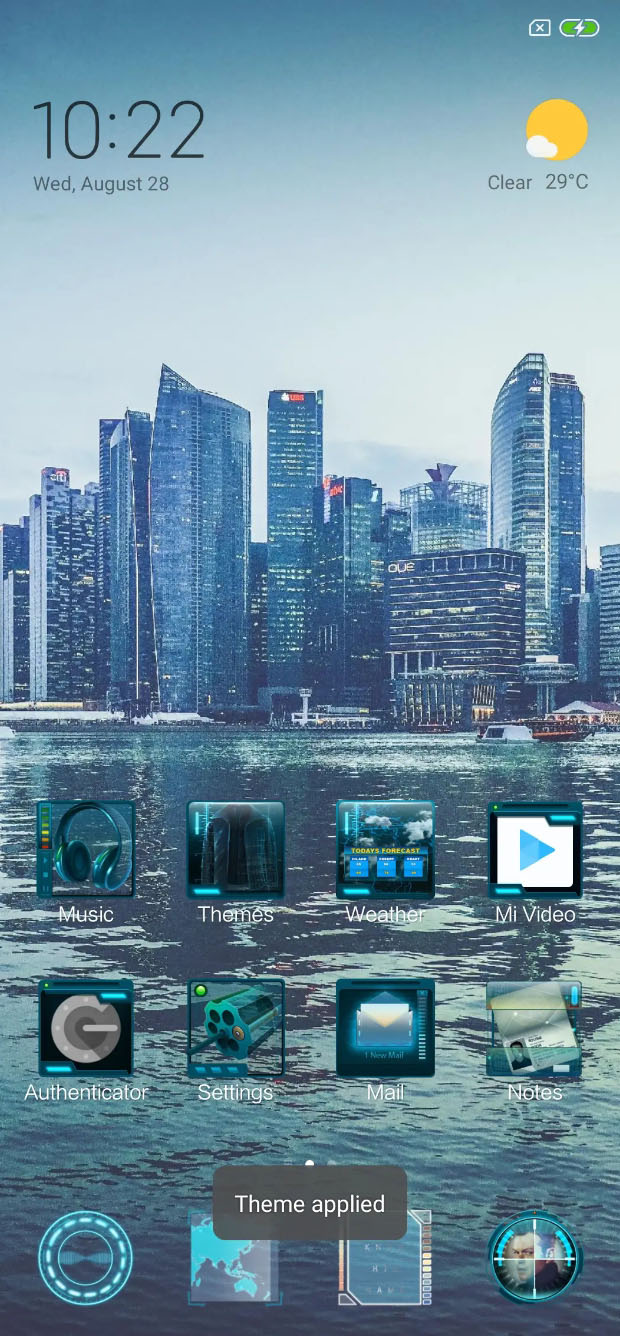 10:22
Wed, August 28
Clear 29°C
UBS
OUE
TODAYS FORECAST
Music
Themes
Weather
Mi Video
1 New Mail
Authenticator
Settings
Mail
Notes
Theme applied